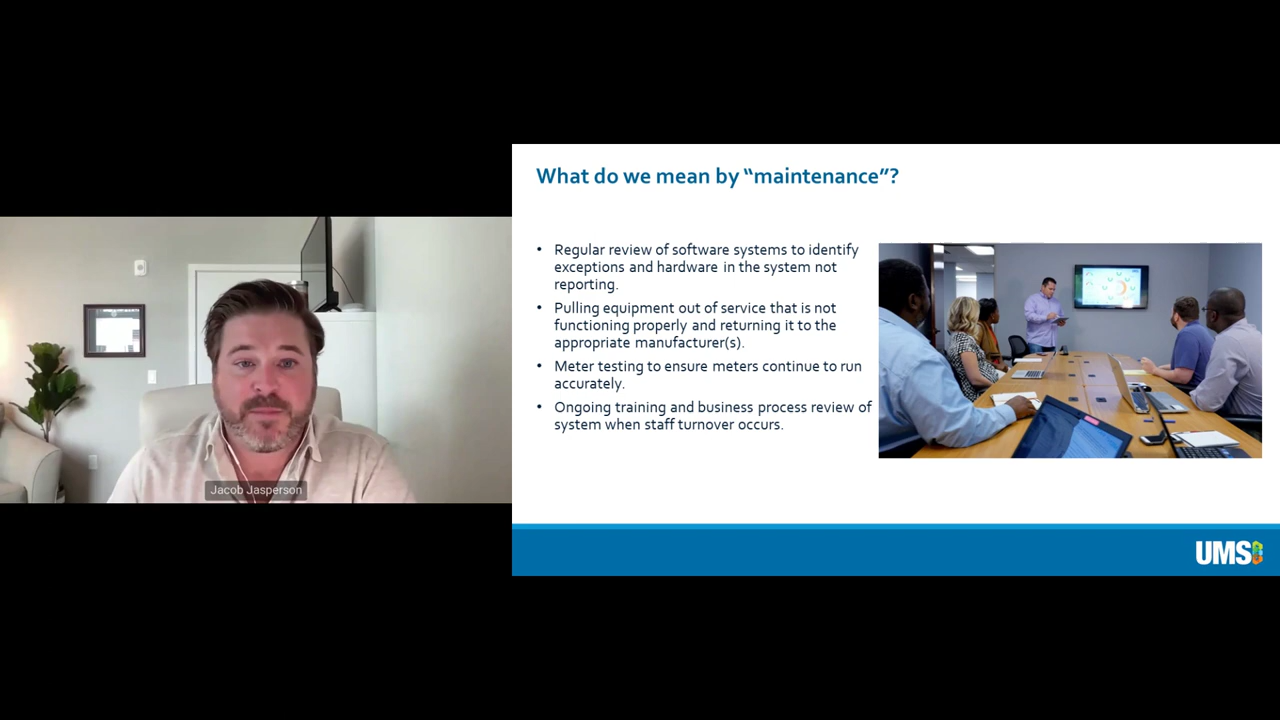 What do we mean by “maintenance”?
• Regular review of software systems to identify
exceptions and hardware in the system not
reporting.
• Pulling equipment out of service that is not
functioning properly and returning it to the
appropriate manufacturer(s).
• Meter testing to ensure meters continue to run
accurately.
• Ongoing training and business process review of
system when staff turnover occurs.
Jacob Jasperson
UMS